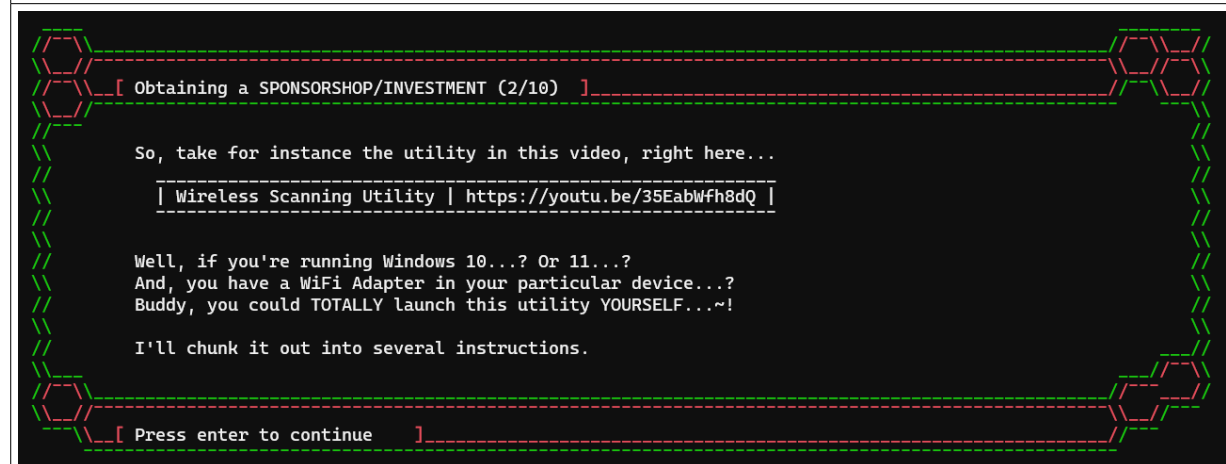 [ Obtaining a SPONSORSHOP/INVESTMENT (2/10) ]
So, take for instance the utility in this video, right here...
| Wireless Scanning Utility | https://youtu.be/35EabWfh8dQ |
Well, if you're running Windows 10...? Or 11...?
And, you have a WiFi Adapter in your particular device...?
Buddy, you could TOTALLY launch this utility YOURSELF...~!
I'll chunk it out into several instructions.
[ Press enter to continue ]